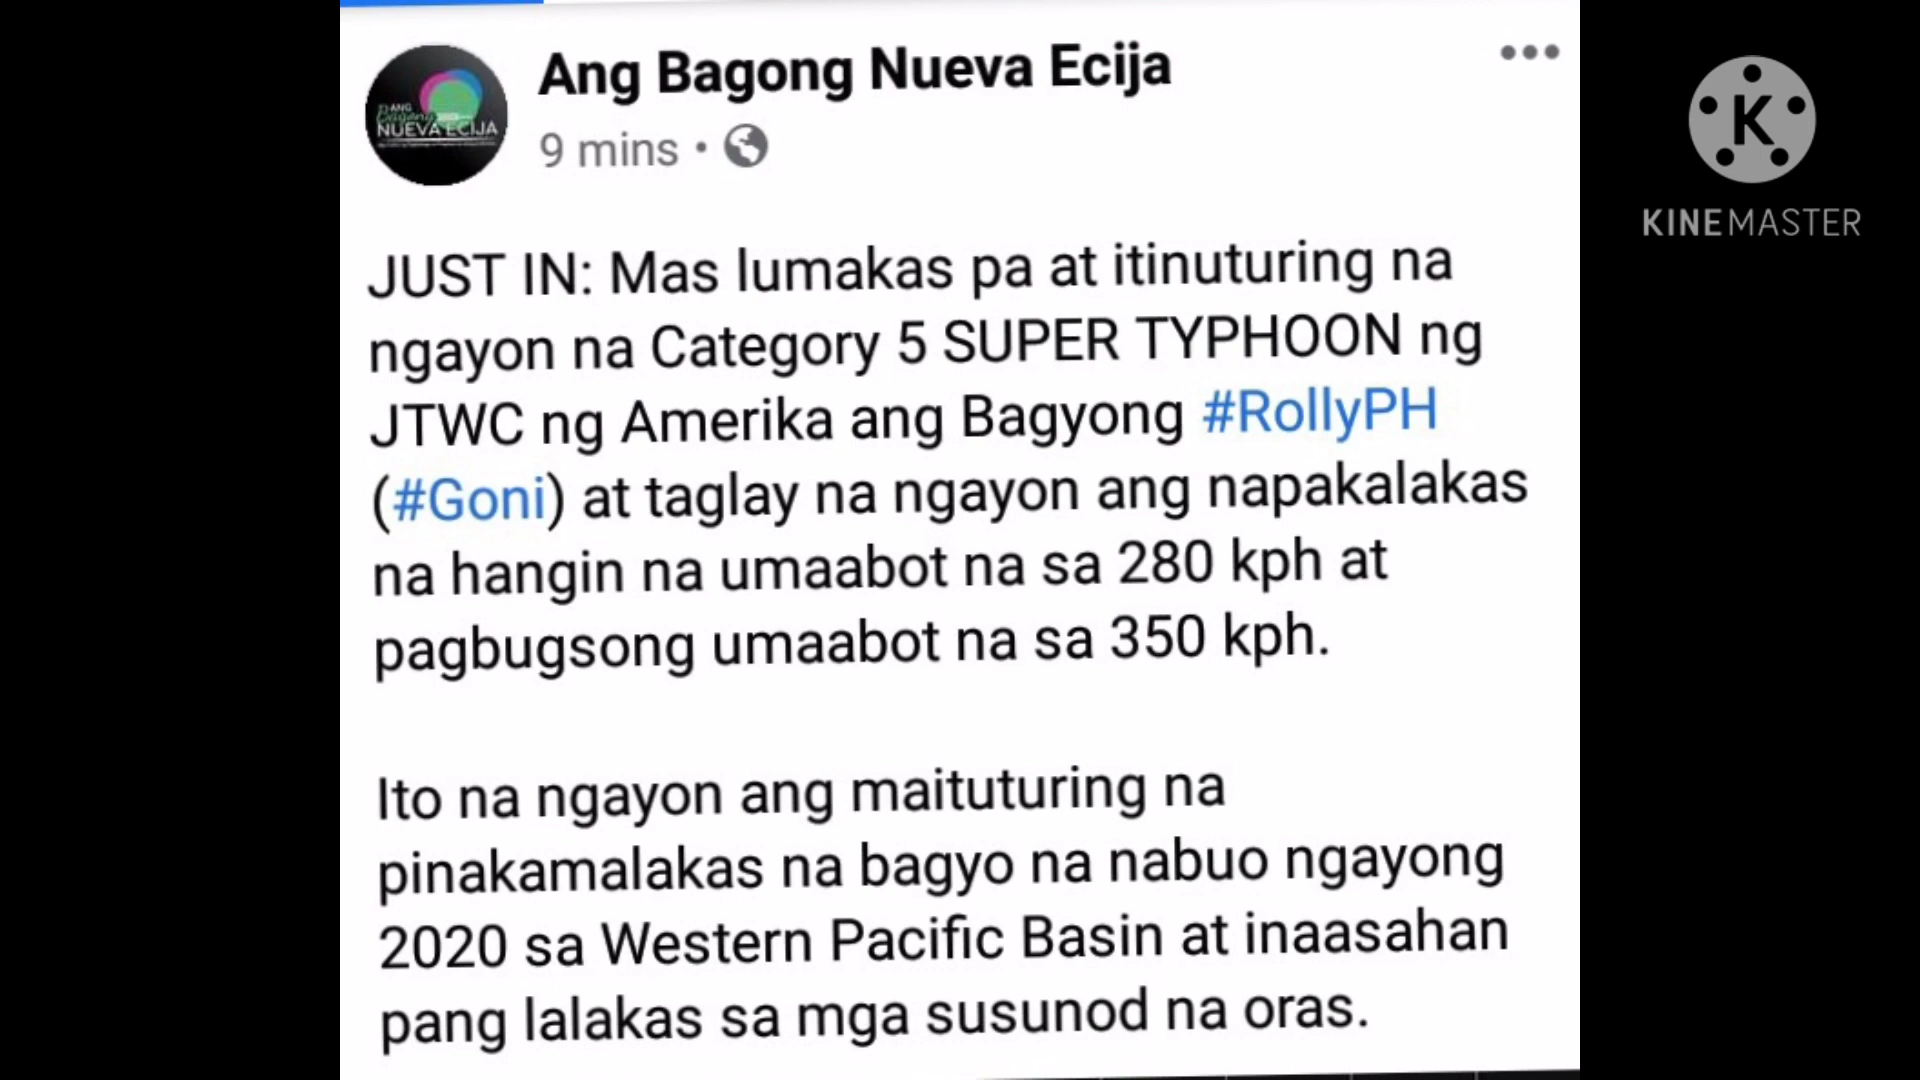 Ang Bagong Nueva Ecija
9 mins •
ANG
Bagong
NUEVA ECIJA
KINEMASTER
JUST IN: Mas lumakas pa at itinuturing na
ngayon na Category 5 SUPER TYPHOON ng
JTWC ng Amerika ang Bagyong #RollyPH
(#Goni) at taglay na ngayon ang napakalakas
na hangin na umaabot na sa 280 kph at
pagbugsong umaabot na sa 350 kph.
Ito na ngayon ang maituturing na
pinakamalakas na bagyo na nabuo ngayong
2020 sa Western Pacific Basin at inaasahan
pang lalakas sa mga susunod na oras.